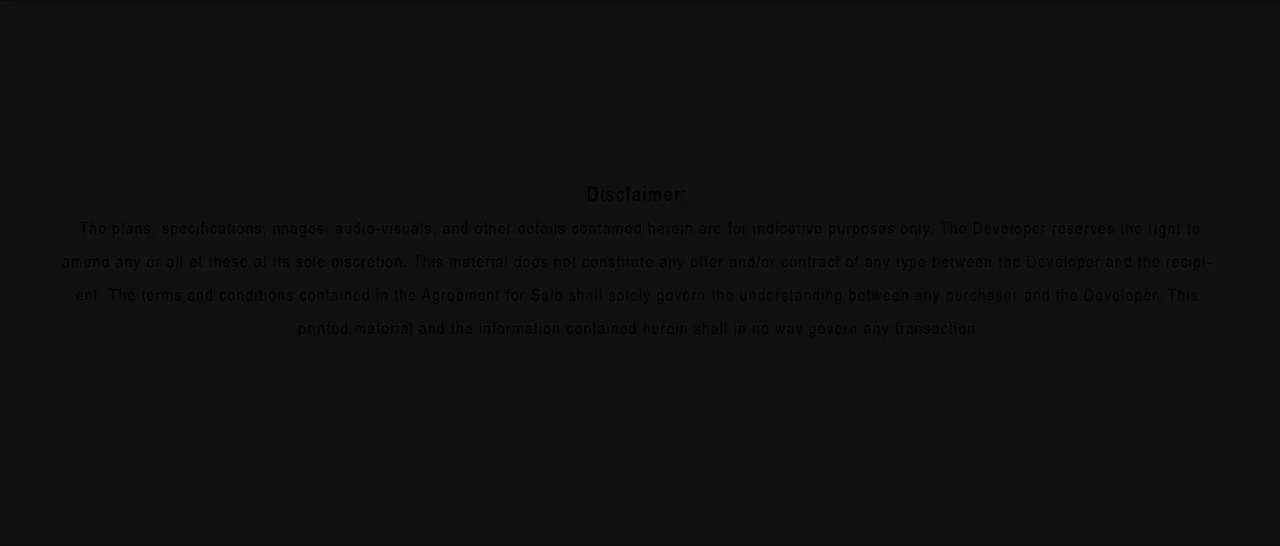 Disclaimer:
The plans, specifications, images, audio-visuals, and other details contained herein are for indicative purposes only. The Developer reserves the right to
amend any or all of these at its sole discretion. This material does not constitute any offer and/or contract of any type between the Developer and the recipi-
ent. The terms and conditions contained in the Agreement for Sale shall solely govern the understanding between any purchaser and the Developer. This
printed material and the information contained herein shall in no way govern any transaction.